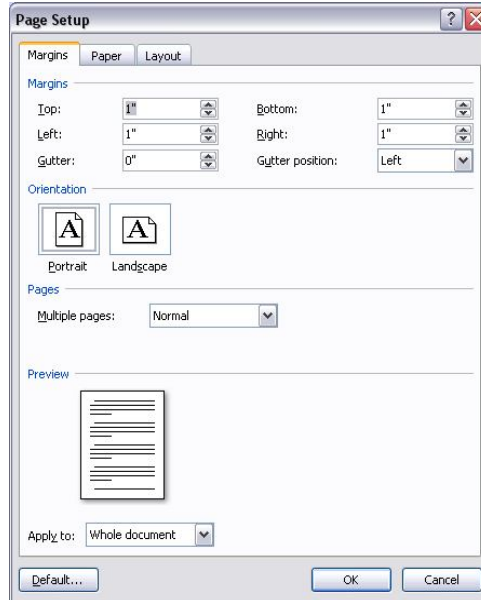 Page Setup
Margins Paper Layout
Margins
Top: 1" Bottom: 1"
Left: 1" Right: 1"
Gutter: 0" Gutter position: Left
Orientation
A A
Portrait Landscape
Pages
Multiple pages: Normal
Preview
Apply to: Whole document
Default... OK Cancel